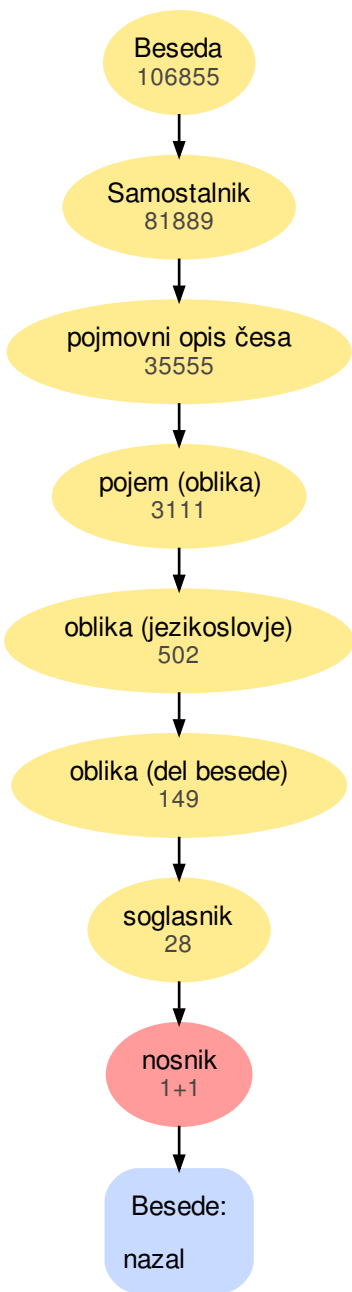 Beseda
106855
Samostalnik
81889
pojmovni opis česa
35555
pojem (oblika)
3111
oblika (jezikoslovje)
502
oblika (del besede)
149
soglasnik
28
nosnik
1+1
Besede:
nazal